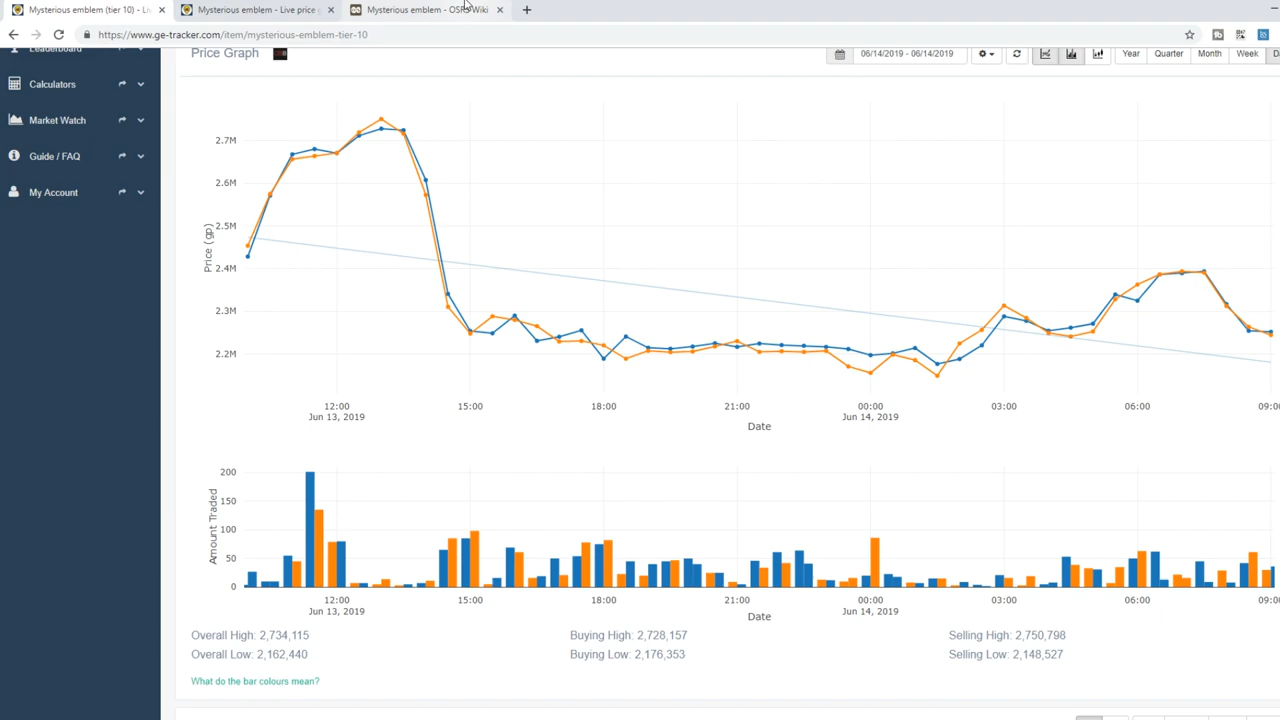 Mysterious emblem (tier 10) - Li
Mysterious emblem - Live price
Mysterious emblem - OSRS Wiki
https://www.ge-tracker.com/item/mysterious-emblem-tier-10
Leaderboard
Price Graph
06/14/2019 - 06/14/2019
Year
Quarter
Month
Week
Da
Calculators
Market Watch
Guide / FAQ
My Account
2.7M
2.6M
2.5M
2.4M
2.3M
2.2M
Price (gp)
12:00
Jun 13, 2019
15:00
18:00
21:00
00:00
Jun 14, 2019
03:00
06:00
09:00
Date
200
150
100
50
0
Amount Traded
12:00
Jun 13, 2019
15:00
18:00
21:00
00:00
Jun 14, 2019
03:00
06:00
09:00
Date
Overall High: 2,734,115
Buying High: 2,728,157
Selling High: 2,750,798
Overall Low: 2,162,440
Buying Low: 2,176,353
Selling Low: 2,148,527
What do the bar colours mean?